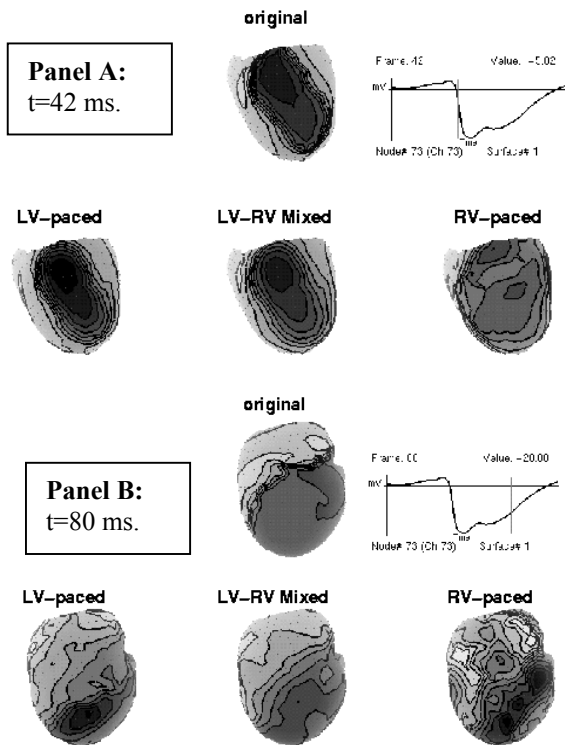 original
Panel A:
t=42 ms.
Frame. 42 Value. -5.02
mV
ms
Node# 73 (Ch 73) Surface# 1
LV-paced LV-RV Mixed RV-paced
original
Panel B:
t=80 ms.
Value. -20.00
mV
ms
Node# 73 (Ch 73) Surface# 1
LV-paced LV-RV Mixed RV-paced